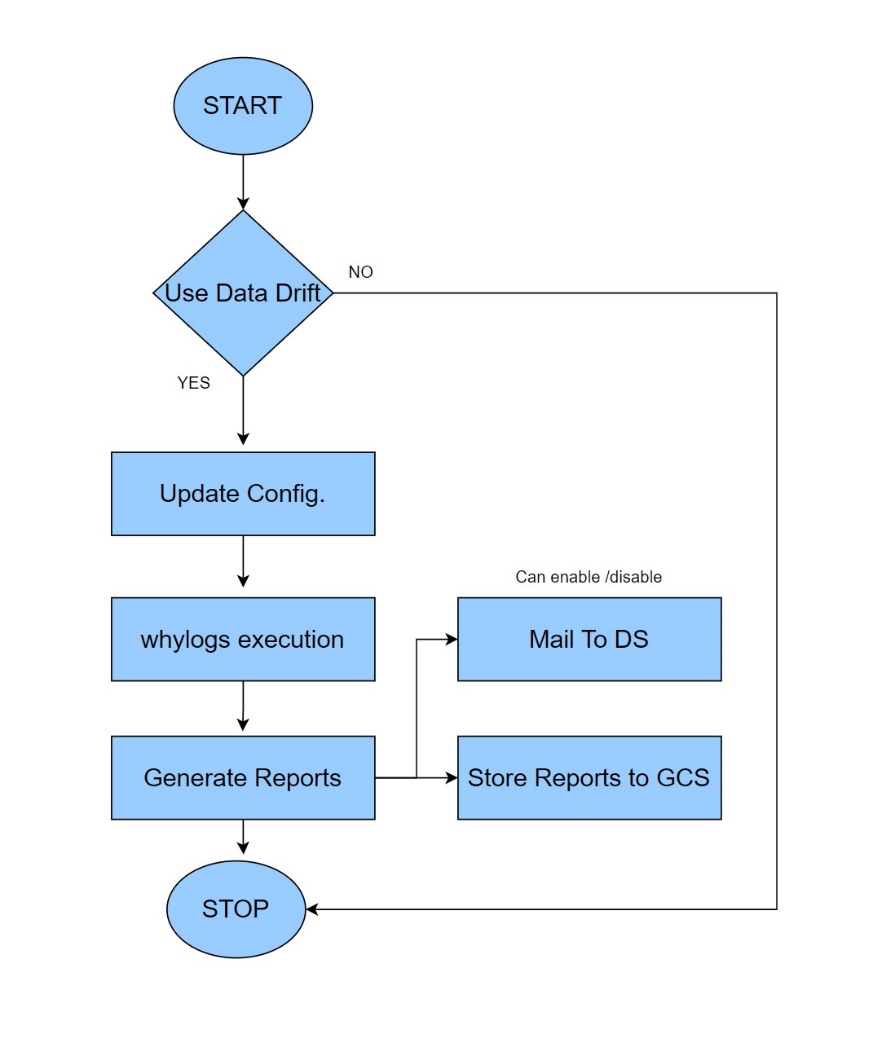 START
Use Data Drift
NO
YES
Update Config.
whylogs execution
Can enable /disable
Mail To DS
Generate Reports
Store Reports to GCS
STOP